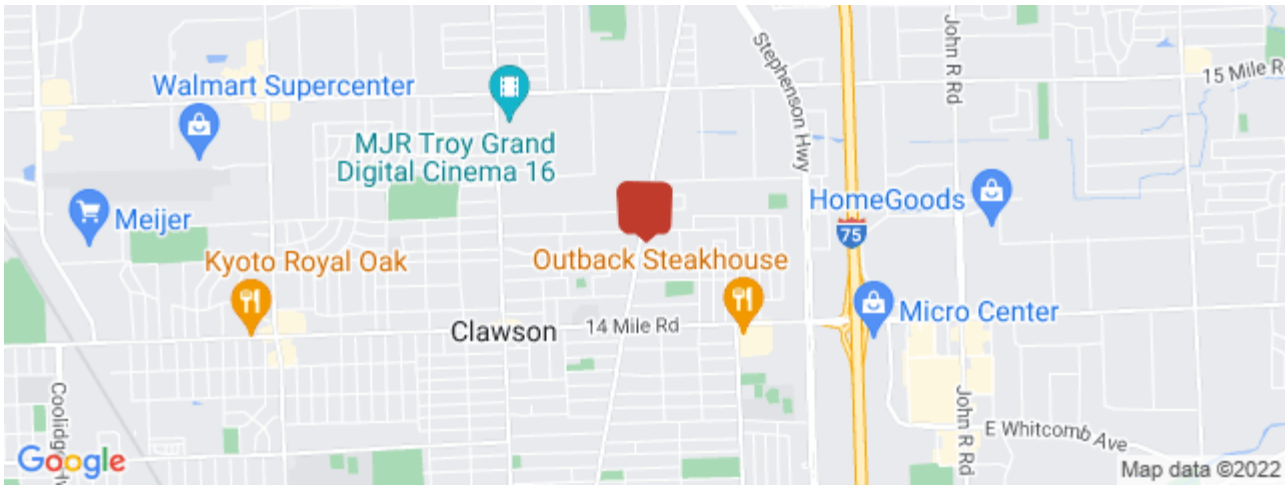 Stephenson Hwy
John R Rd
15 Mile R
Walmart Supercenter
MJR Troy Grand
Digital Cinema 16
HomeGoods
Meijer
75
Kyoto Royal Oak
Outback Steakhouse
Micro Center
Clawson
14 Mile Rd
John R Rd
E Whitcomb Ave
Google
Map data ©2022